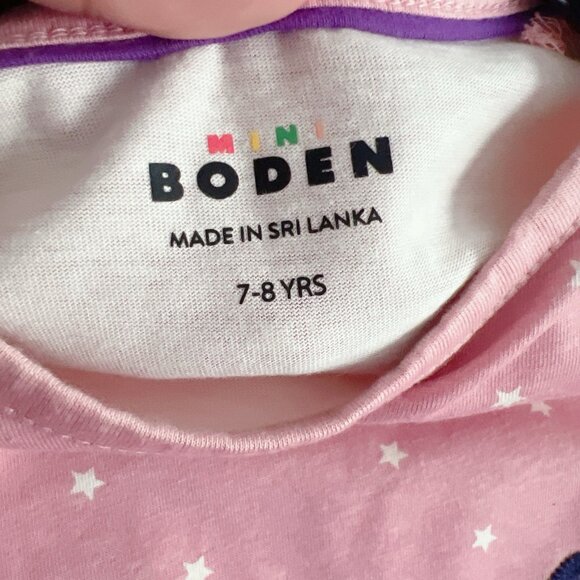 MINI
BODEN
MADE IN SRI LANKA
7-8 YRS